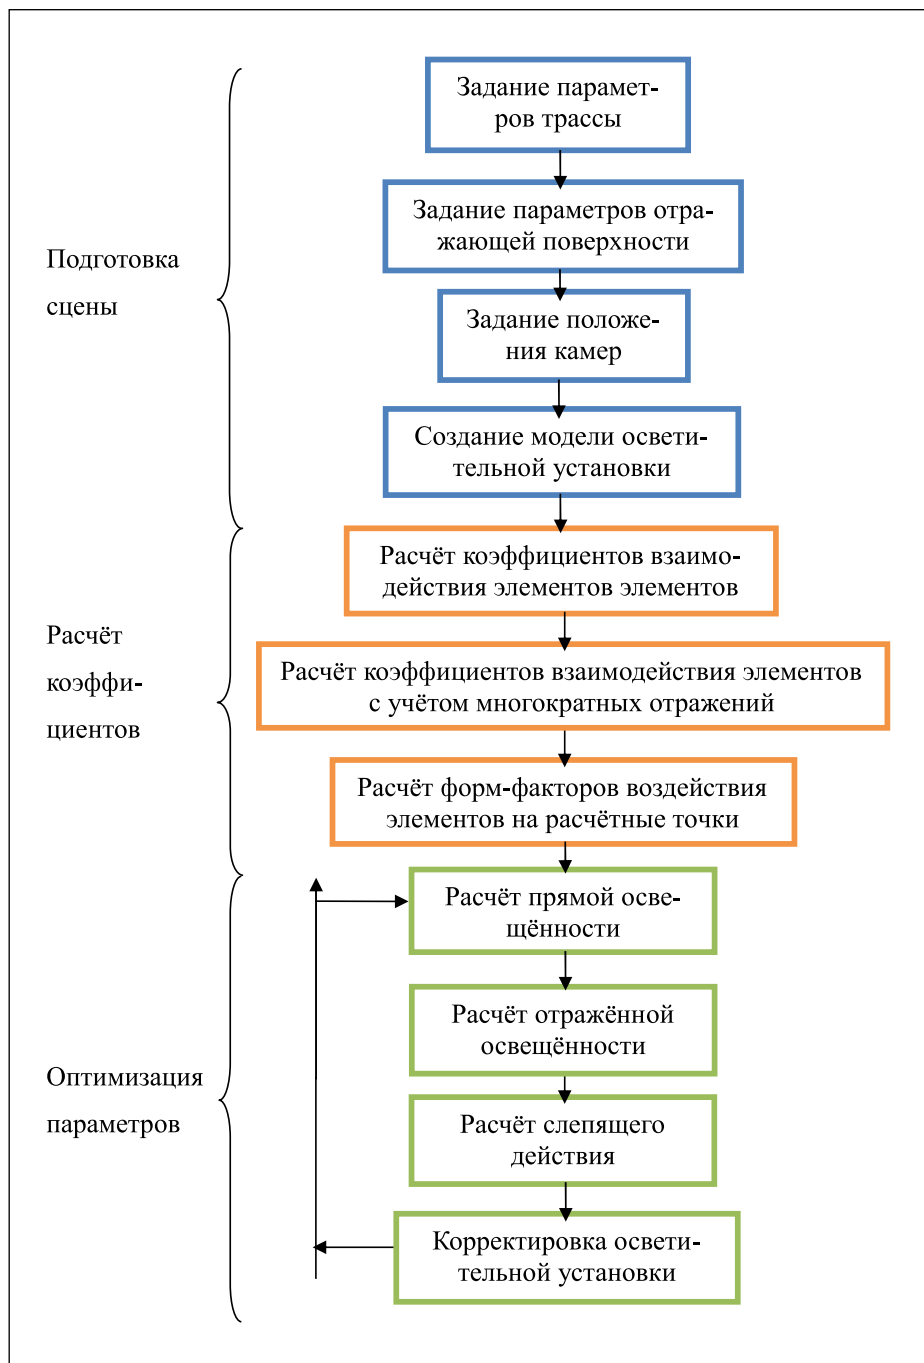 Задание парамет-
ров трассы
Задание параметров отра-
жающей поверхности
Подготовка
сцены
Задание положе-
ния камер
Создание модели освети-
тельной установки
Расчёт коэффициентов взаимо-
действия элементов элементов
Расчёт
коэффи-
циентов
Расчёт коэффициентов взаимодействия элементов
с учётом многократных отражений
Расчёт форм-факторов воздействия
элементов на расчётные точки
Расчёт прямой осве-
щённости
Расчёт отражённой
освещённости
Оптимизация
параметров
Расчёт слепящего
действия
Корректировка освети-
тельной установки